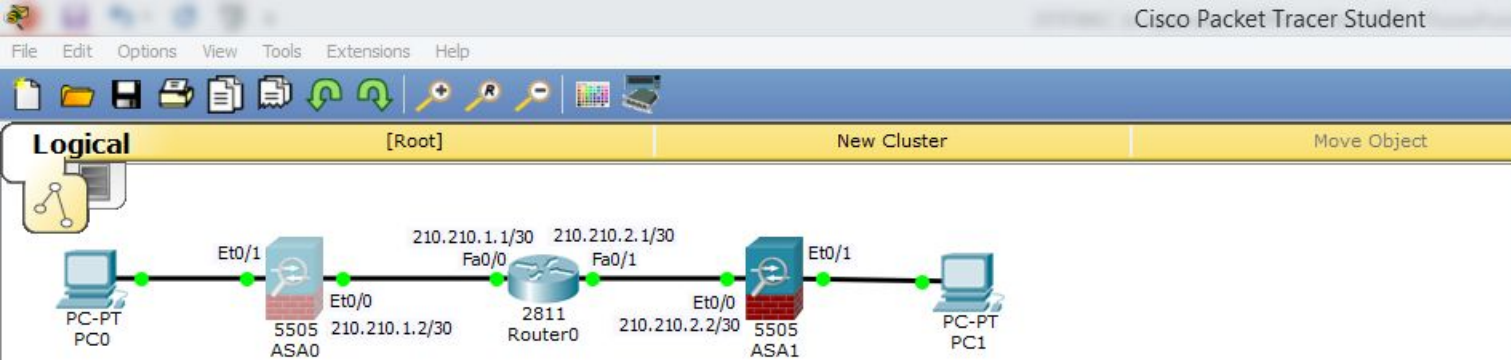 Cisco Packet Tracer Student
File Edit Options View Tools Extensions Help
R
Logical [Root] New Cluster Move Object
210.210.1.1/30 210.210.2.1/30
Et0/1 Fa0/0 Fa0/1 Et0/1
Et0/0 Et0/0
PC-PT 5505 210.210.1.2/30 2811 210.210.2.2/30 5505 PC-PT
PC0 ASA0 Router0 ASA1 PC1